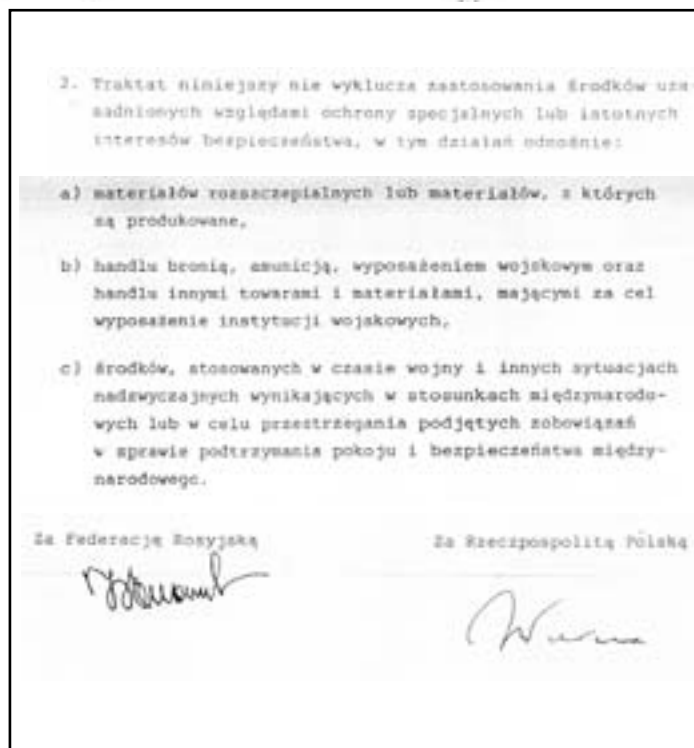 2. Traktat niniejszy nie wyklucza zastosowania środków uza-
sadnionych względami ochrony specjalnych lub istotnych
interesów bezpieczeństwa, w tym działań odnośnie:
a) materiałów rozszczepialnych lub materiałów, z których
są produkowane,
b) handlu bronią, amunicją, wyposażeniem wojskowym oraz
handlu innymi towarami i materiałami, mającymi za cel
wyposażenie instytucji wojskowych,
c) środków, stosowanych w czasie wojny i innych sytuacjach
nadzwyczajnych wynikających w stosunkach międzynarodo-
wych lub w celu przestrzegania podjętych zobowiązań
w sprawie podtrzymania pokoju i bezpieczeństwa między-
narodowego.
Za Federację Rosyjską
Za Rzeczpospolitą Polską